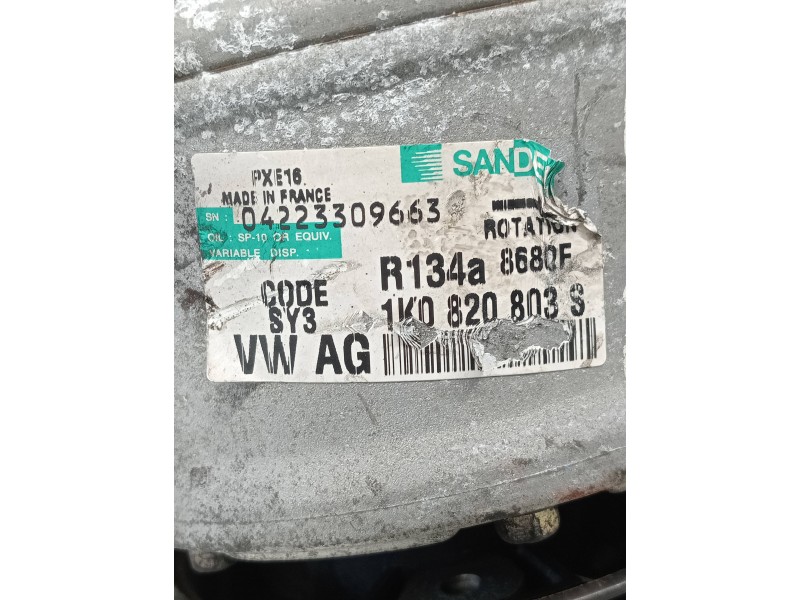 SANDE
PXE16
MADE IN FRANCE
SN : 04223309663
ROTATION
OIL : SP-10 OR EQUIV.
VARIABLE DISP.
R134a 8680F
CODE
SY3
1K0 820 803 S
VW AG